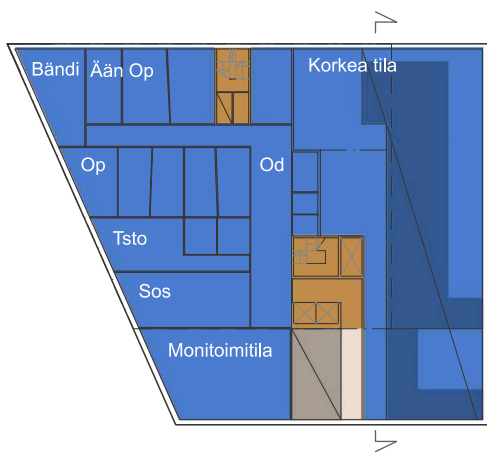 Bändi
Ään Op
Korkea tila
Op
Od
Tsto
Sos
Monitoimitila